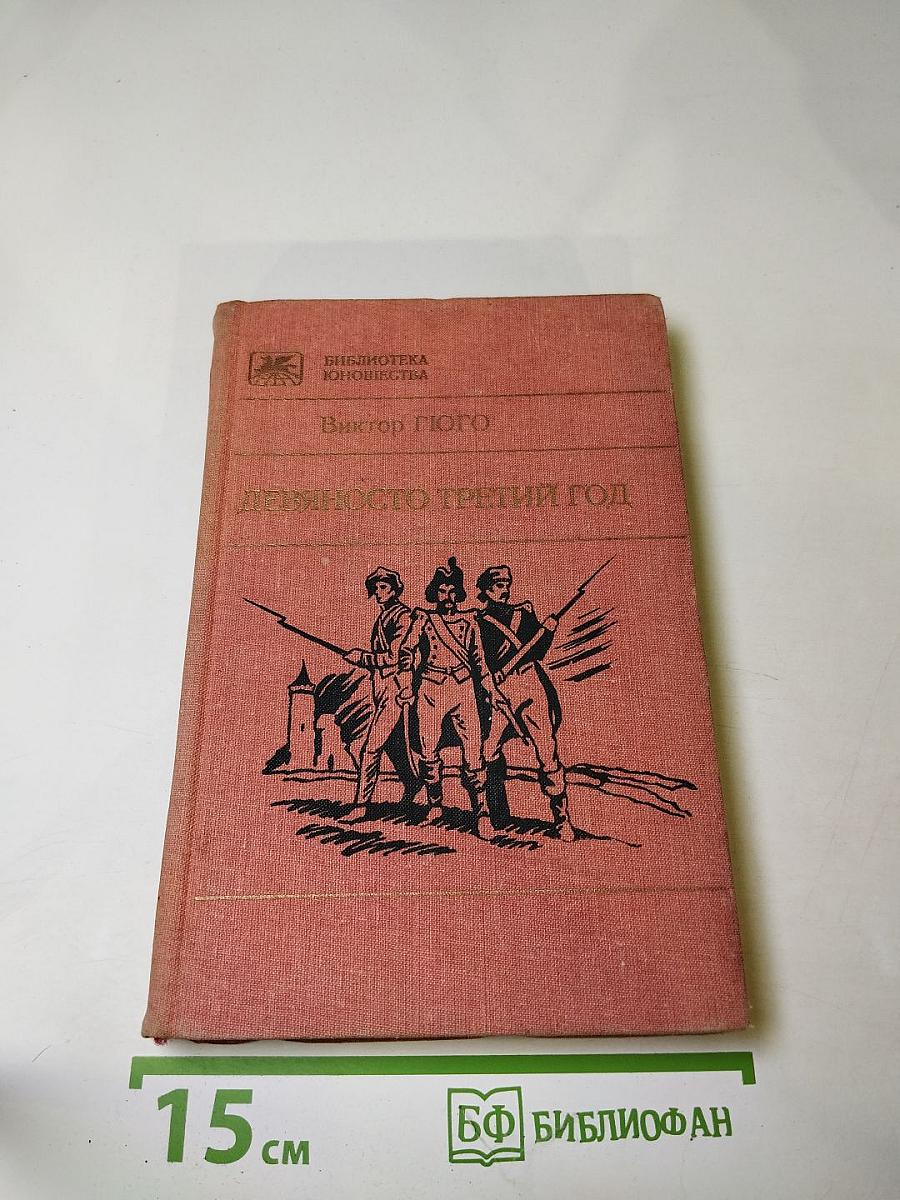 БИБЛИОТЕКА
ЮНОШЕСТВА
Виктор ГЮГО
ДЕВЯНОСТО ТРЕТИЙ ГОД
15 см
БФ БИБЛИОФАН